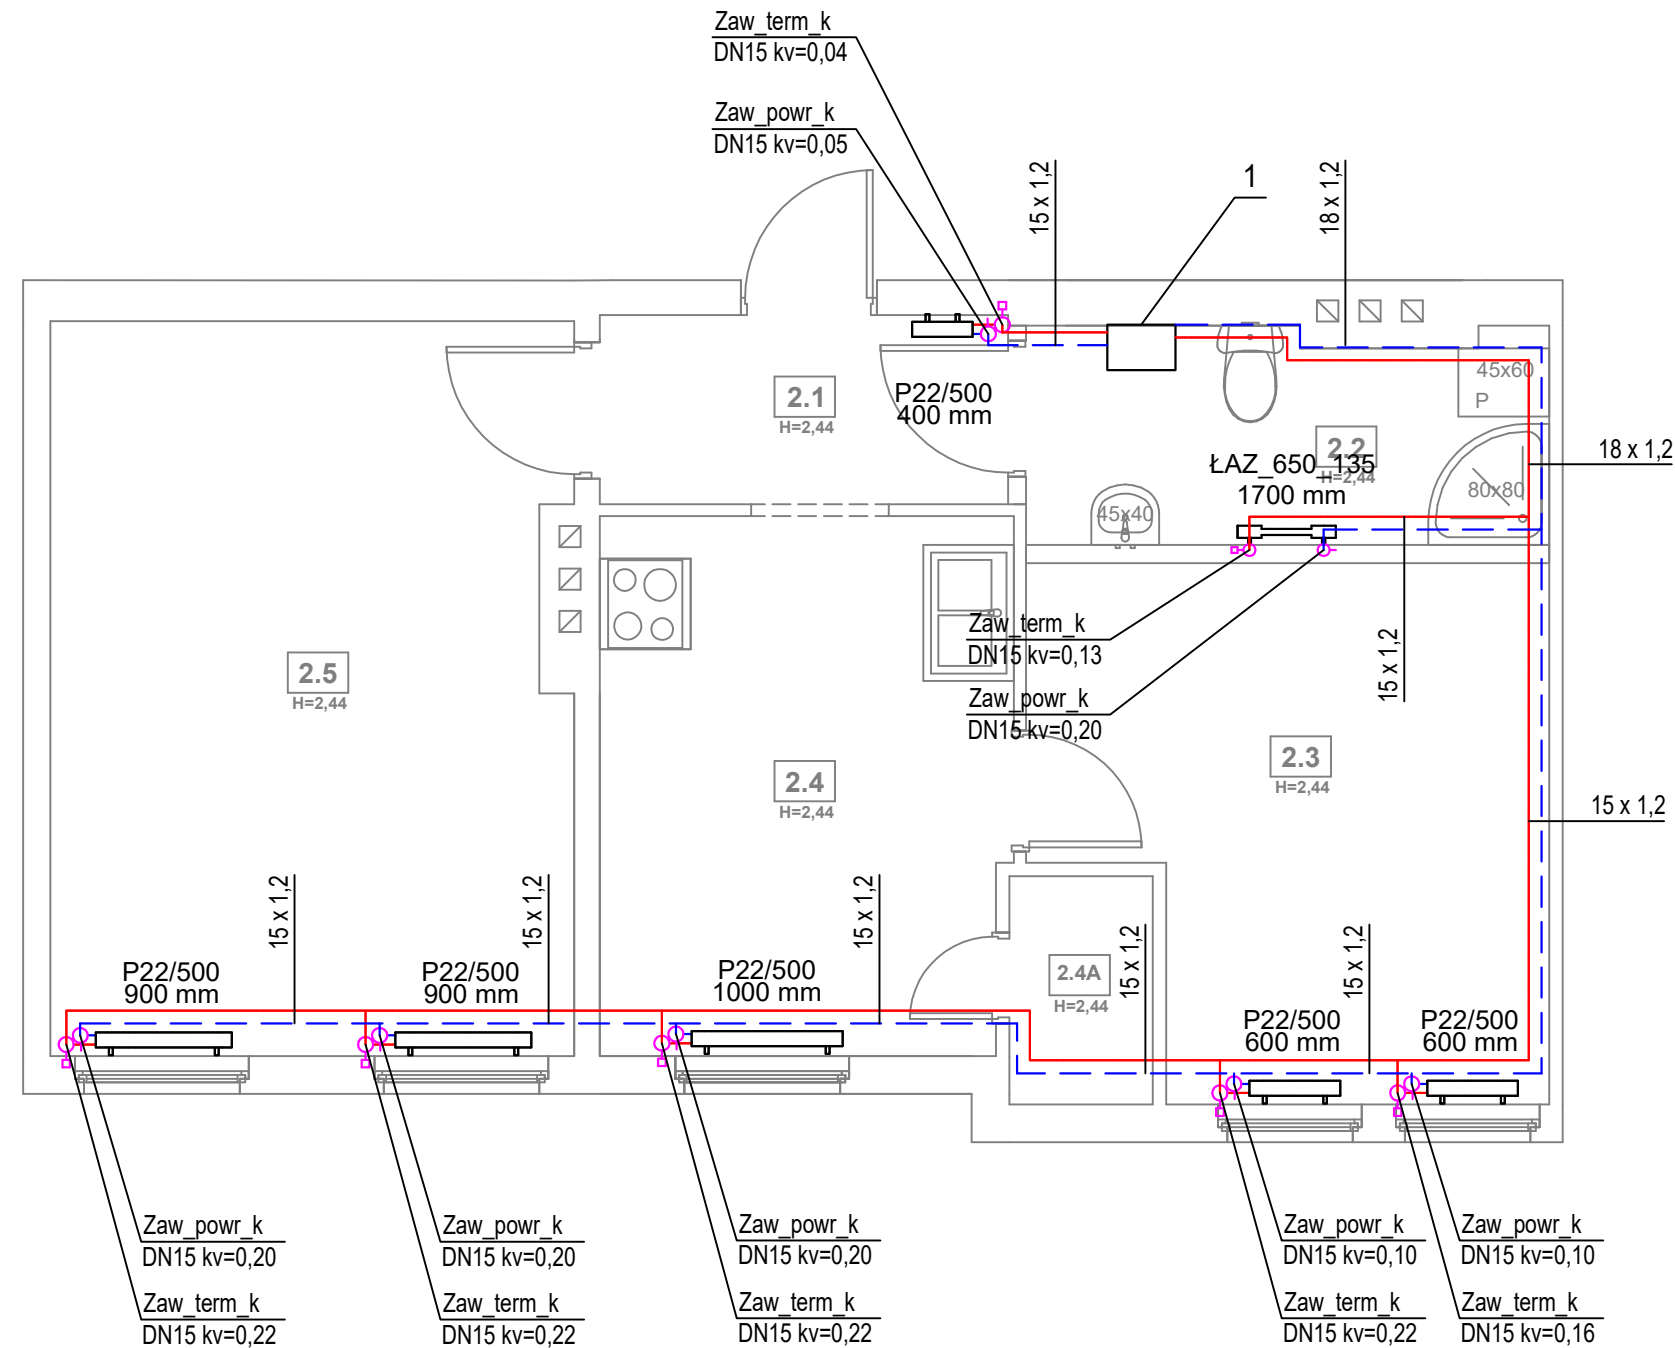 Zaw_term_k
DN15 kv=0,04
Zaw_powr_k
DN15 kv=0,05
15 x 1,2
1
18 x 1,2
2.1
H=2,44
P22/500
400 mm
45x60
P
2.2
H=2,44
ŁAZ_650_135
1700 mm
18 x 1,2
80x80
45x40
Zaw_term_k
DN15 kv=0,13
15 x 1,2
Zaw_powr_k
DN15 kv=0,20
2.5
H=2,44
2.4
H=2,44
2.3
H=2,44
15 x 1,2
15 x 1,2
15 x 1,2
15 x 1,2
15 x 1,2
15 x 1,2
P22/500
900 mm
P22/500
900 mm
P22/500
1000 mm
2.4A
H=2,44
P22/500
600 mm
P22/500
600 mm
Zaw_powr_k
DN15 kv=0,20
Zaw_powr_k
DN15 kv=0,20
Zaw_powr_k
DN15 kv=0,20
Zaw_powr_k
DN15 kv=0,10
Zaw_powr_k
DN15 kv=0,10
Zaw_term_k
DN15 kv=0,22
Zaw_term_k
DN15 kv=0,22
Zaw_term_k
DN15 kv=0,22
Zaw_term_k
DN15 kv=0,22
Zaw_term_k
DN15 kv=0,16